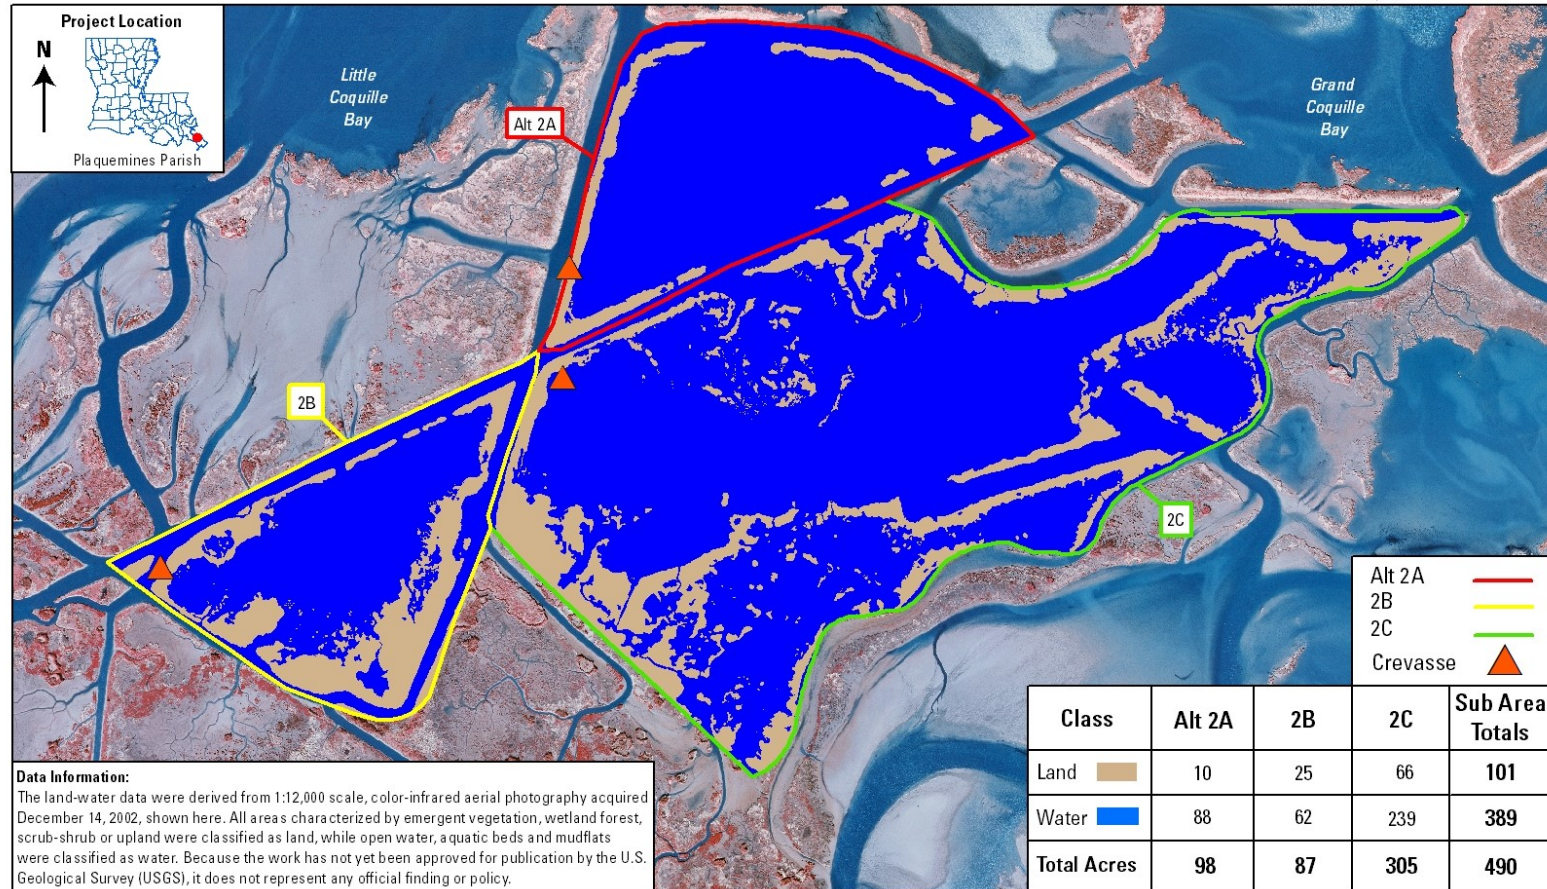 Project Location
N
Plaquemines Parish
Little
Coquille
Bay
Alt 2A
Grand
Coquille
Bay
2B
2C
Alt 2A
2B
2C
Crevasse
Class Alt 2A 2B 2C Sub Area Totals
Land 10 25 66 101
Water 88 62 239 389
Total Acres 98 87 305 490
Data Information:
The land-water data were derived from 1:12,000 scale, color-infrared aerial photography acquired
December 14, 2002, shown here. All areas characterized by emergent vegetation, wetland forest,
scrub-shrub or upland were classified as land, while open water, aquatic beds and mudflats
were classified as water. Because the work has not yet been approved for publication by the U.S.
Geological Survey (USGS), it does not represent any official finding or policy.